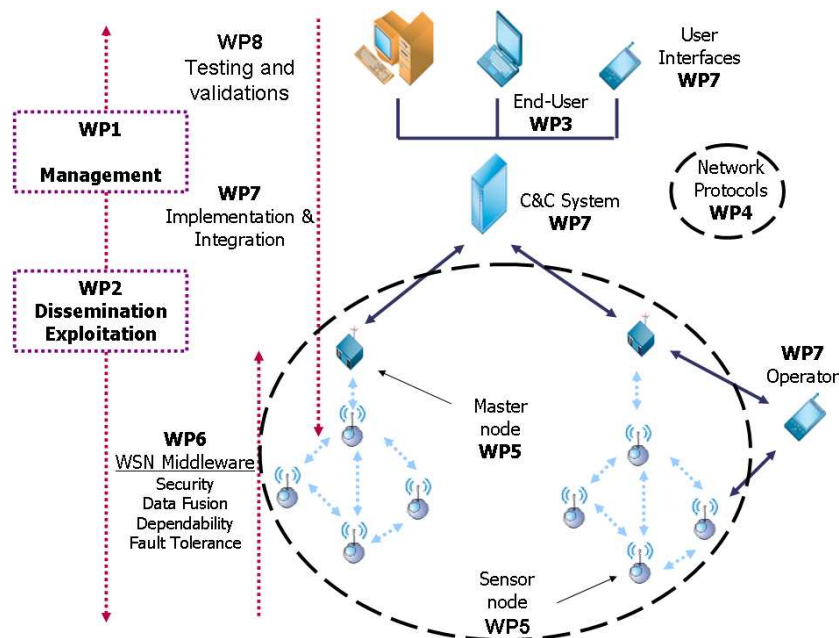 WP8
Testing and
validations
User
Interfaces
WP7
End-User
WP3
WP1
Management
Network
Protocols
WP4
WP7
Implementation &
Integration
C&C System
WP7
WP2
Dissemination
Exploitation
WP7
Operator
Master
node
WP5
WP6
WSN Middleware
Security
Data Fusion
Dependability
Fault Tolerance
Sensor
node
WP5